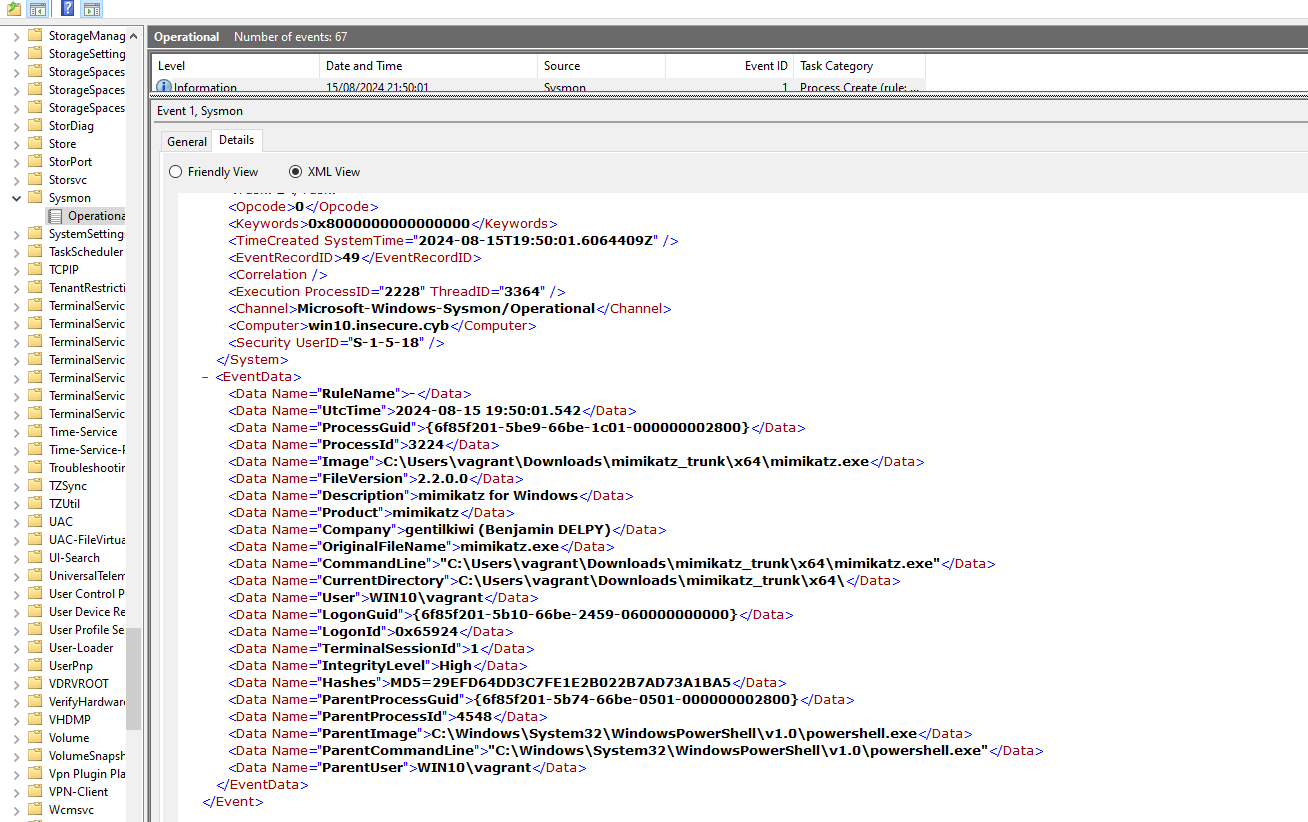 StorageManag
StorageSetting
StorageSpaces
StorageSpaces
StorageSpaces
StorDiag
Store
StorPort
Storsvc
Sysmon
Operationa
SystemSetting
TaskScheduler
TCPIP
TenantRestricti
TerminalServic
TerminalServic
TerminalServic
TerminalServic
TerminalServic
TerminalServic
TerminalServic
Time-Service
Time-Service-P
Troubleshootin
TZSync
TZUtil
UAC
UAC-FileVirtua
UI-Search
UniversalTelem
User Control P
User Device Re
User Profile Se
User-Loader
UserPnp
VDRVROOT
VerifyHardware
VHDMP
Volume
VolumeSnapsh
Vpn Plugin Pla
VPN-Client
Wcmsvc
Operational Number of events: 67
Level Date and Time Source Event ID Task Category
Information 15/08/2024 21:50:01 Sysmon 1 Process Create (rule: ...
Event 1, Sysmon
General Details
Friendly View XML View
<Opcode>0</Opcode>
<Keywords>0x8000000000000000</Keywords>
<TimeCreated SystemTime="2024-08-15T19:50:01.6064409Z" />
<EventRecordID>49</EventRecordID>
<Correlation />
<Execution ProcessID="2228" ThreadID="3364" />
<Channel>Microsoft-Windows-Sysmon/Operational</Channel>
<Computer>win10.insecure.cyb</Computer>
<Security UserID="S-1-5-18" />
</System>
- <EventData>
<Data Name="RuleName">-</Data>
<Data Name="UtcTime">2024-08-15 19:50:01.542</Data>
<Data Name="ProcessGuid">{6f85f201-5be9-66be-1c01-000000002800}</Data>
<Data Name="ProcessId">3224</Data>
<Data Name="Image">C:\Users\vagrant\Downloads\mimikatz_trunk\x64\mimikatz.exe</Data>
<Data Name="FileVersion">2.2.0.0</Data>
<Data Name="Description">mimikatz for Windows</Data>
<Data Name="Product">mimikatz</Data>
<Data Name="Company">gentilkiwi (Benjamin DELPY)</Data>
<Data Name="OriginalFileName">mimikatz.exe</Data>
<Data Name="CommandLine">"C:\Users\vagrant\Downloads\mimikatz_trunk\x64\mimikatz.exe"</Data>
<Data Name="CurrentDirectory">C:\Users\vagrant\Downloads\mimikatz_trunk\x64\</Data>
<Data Name="User">WIN10\vagrant</Data>
<Data Name="LogonGuid">{6f85f201-5b10-66be-2459-060000000000}</Data>
<Data Name="LogonId">0x65924</Data>
<Data Name="TerminalSessionId">1</Data>
<Data Name="IntegrityLevel">High</Data>
<Data Name="Hashes">MD5=29EFD64DD3C7FE1E2B022B7AD73A1BA5</Data>
<Data Name="ParentProcessGuid">{6f85f201-5b74-66be-0501-000000002800}</Data>
<Data Name="ParentProcessId">4548</Data>
<Data Name="ParentImage">C:\Windows\System32\WindowsPowerShell\v1.0\powershell.exe</Data>
<Data Name="ParentCommandLine">"C:\Windows\System32\WindowsPowerShell\v1.0\powershell.exe"</Data>
<Data Name="ParentUser">WIN10\vagrant</Data>
</EventData>
</Event>